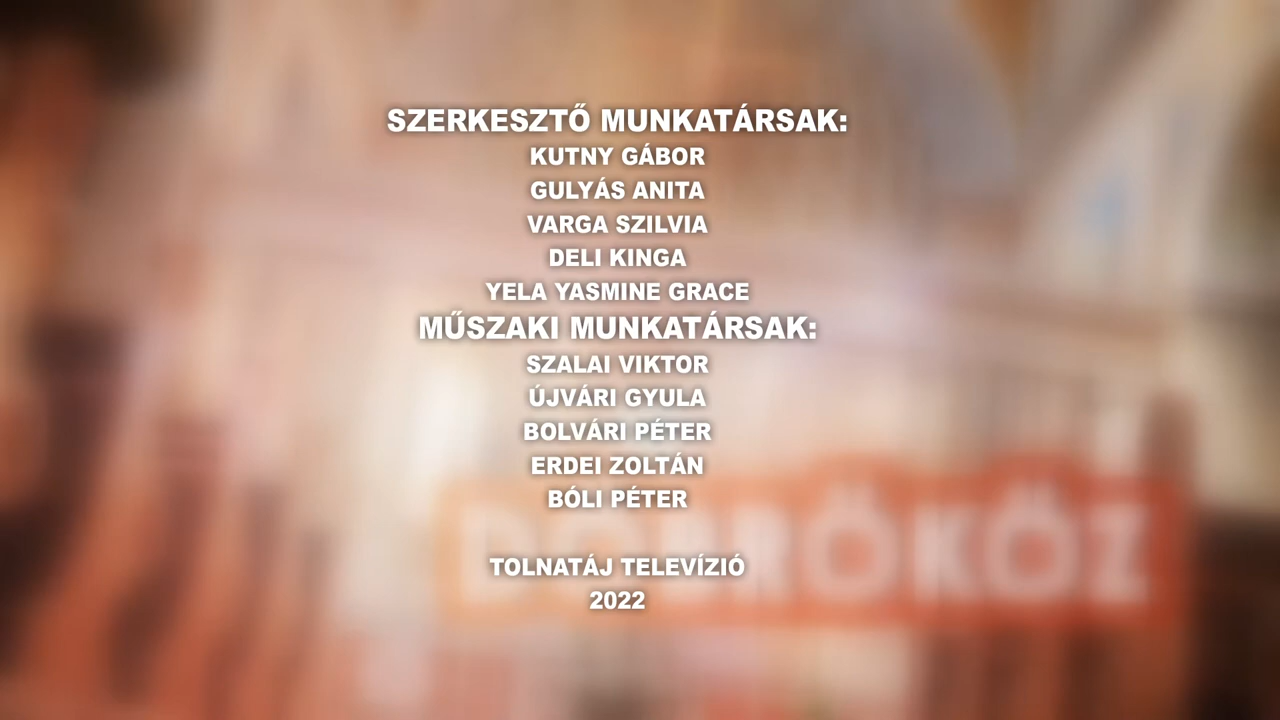 SZERKESZTŐ MUNKATÁRSAK:
KUTNY GÁBOR
GULYÁS ANITA
VARGA SZILVIA
DELI KINGA
YELA YASMINE GRACE
MŰSZAKI MUNKATÁRSAK:
SZALAI VIKTOR
ÚJVÁRI GYULA
BOLVÁRI PÉTER
ERDEI ZOLTÁN
BÓLI PÉTER
DÖBRÖKÖZ
TOLNATÁJ TELEVÍZIÓ
2022